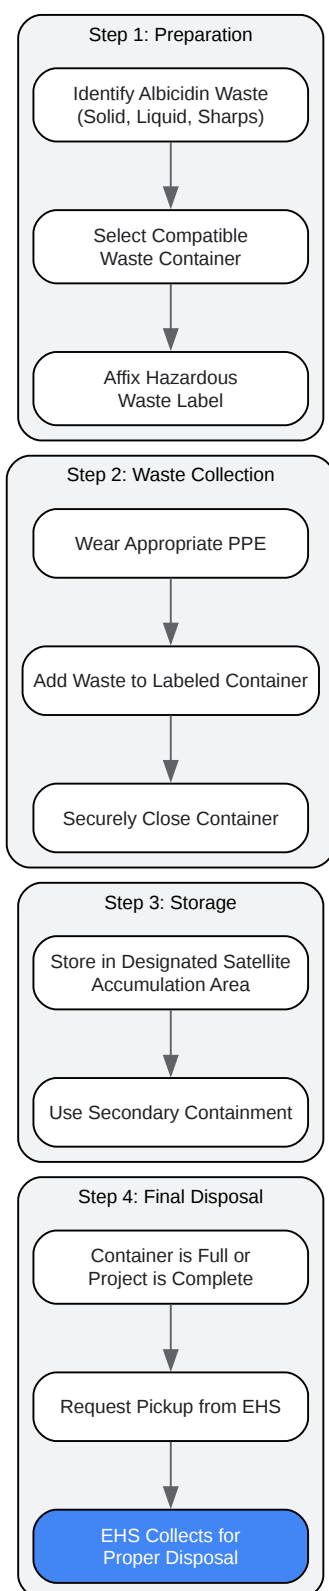 Step 1: Preparation
Identify Albicidin Waste
(Solid, Liquid, Sharps)
Select Compatible
Waste Container
Affix Hazardous
Waste Label
Step 2: Waste Collection
Wear Appropriate PPE
Add Waste to Labeled Container
Securely Close Container
Step 3: Storage
Store in Designated Satellite
Accumulation Area
Use Secondary Containment
Step 4: Final Disposal
Container is Full or
Project is Complete
Request Pickup from EHS
EHS Collects for
Proper Disposal